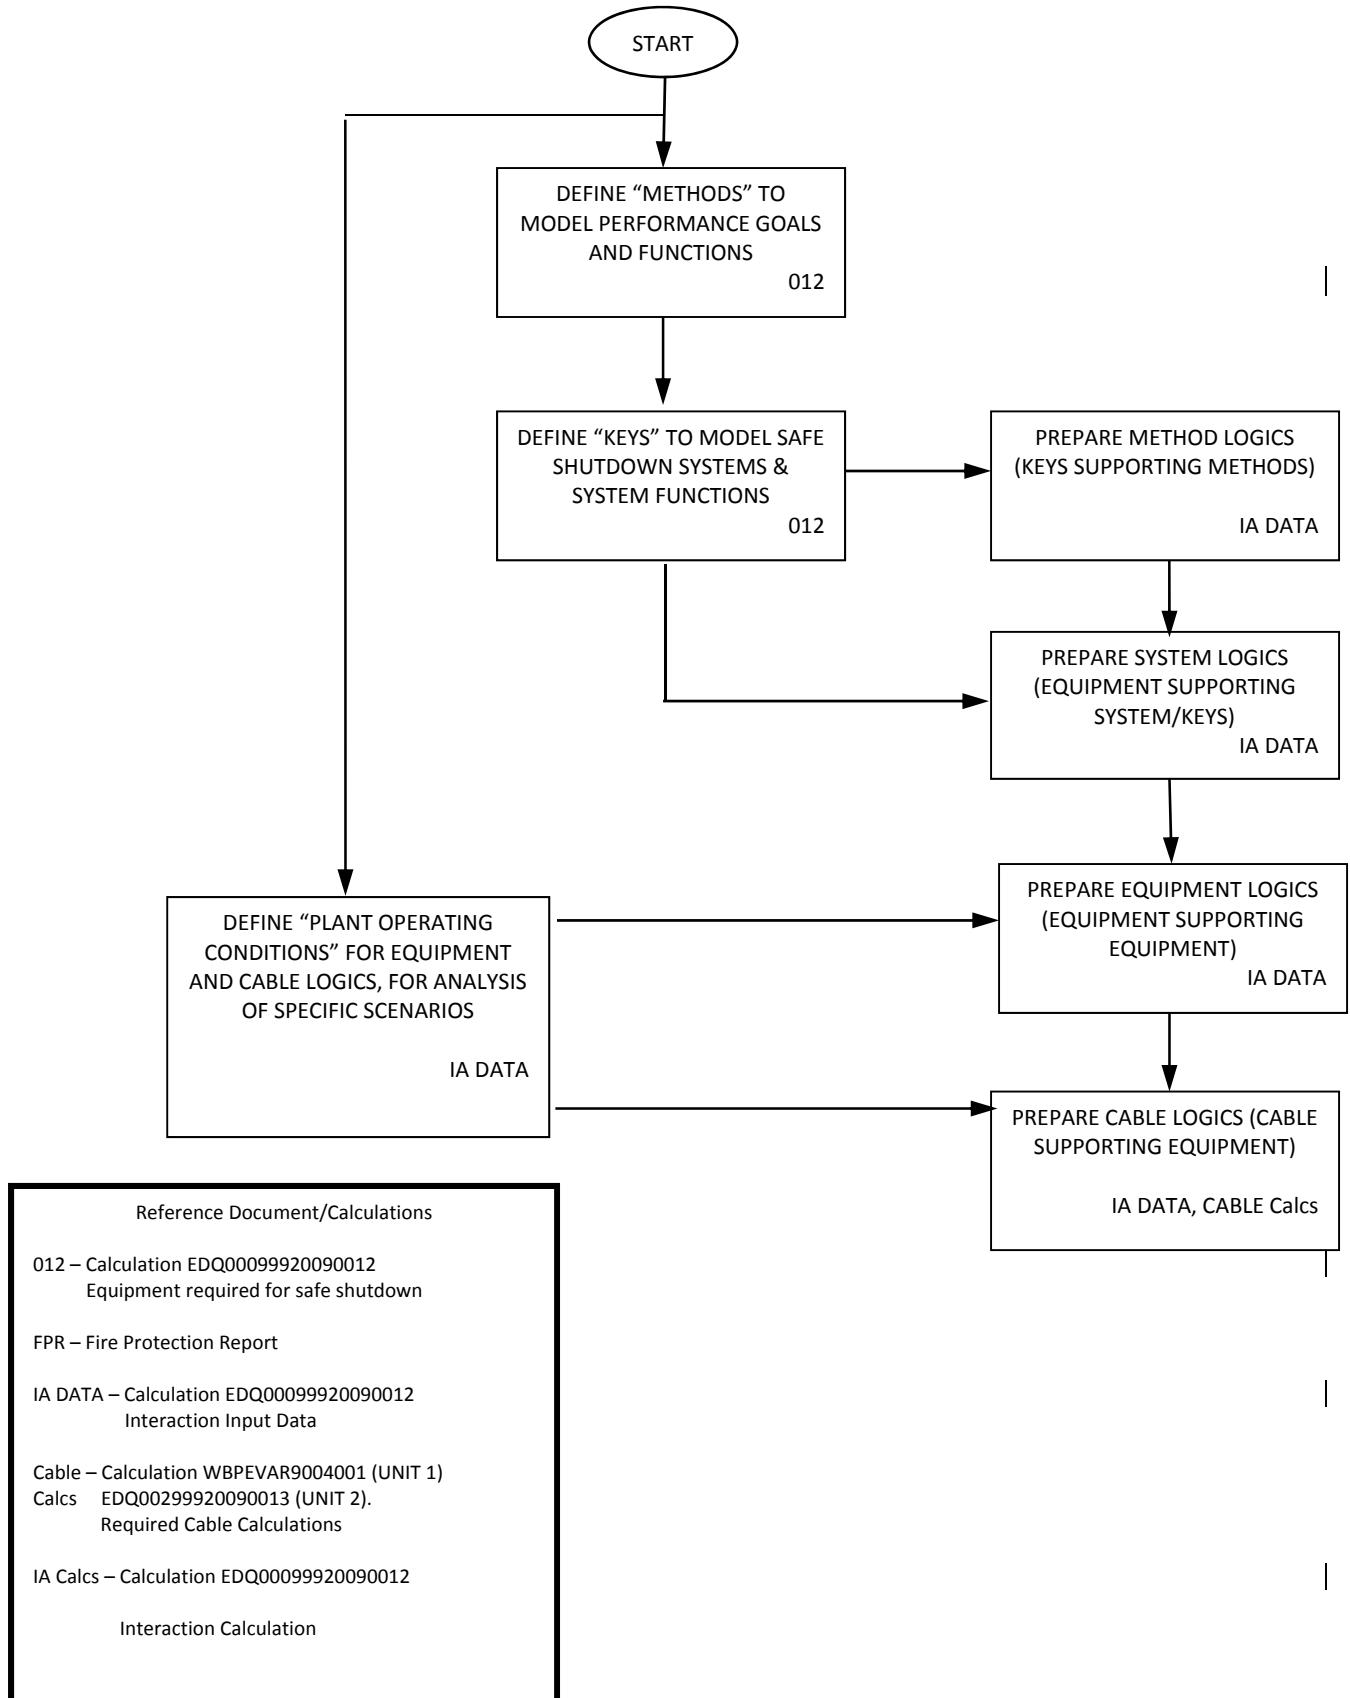 START
DEFINE “METHODS” TO
MODEL PERFORMANCE GOALS
AND FUNCTIONS
012
DEFINE “KEYS” TO MODEL SAFE
SHUTDOWN SYSTEMS &
SYSTEM FUNCTIONS
012
PREPARE METHOD LOGICS
(KEYS SUPPORTING METHODS)
IA DATA
PREPARE SYSTEM LOGICS
(EQUIPMENT SUPPORTING
SYSTEM/KEYS)
IA DATA
PREPARE EQUIPMENT LOGICS
(EQUIPMENT SUPPORTING
EQUIPMENT)
IA DATA
DEFINE “PLANT OPERATING
CONDITIONS” FOR EQUIPMENT
AND CABLE LOGICS, FOR ANALYSIS
OF SPECIFIC SCENARIOS
IA DATA
PREPARE CABLE LOGICS (CABLE
SUPPORTING EQUIPMENT)
IA DATA, CABLE Calcs
Reference Document/Calculations
012 – Calculation EDQ00099920090012
Equipment required for safe shutdown
FPR – Fire Protection Report
IA DATA – Calculation EDQ00099920090012
Interaction Input Data
Cable – Calculation WBPEVAR9004001 (UNIT 1)
Calcs EDQ00299920090013 (UNIT 2).
Required Cable Calculations
IA Calcs – Calculation EDQ00099920090012
Interaction Calculation